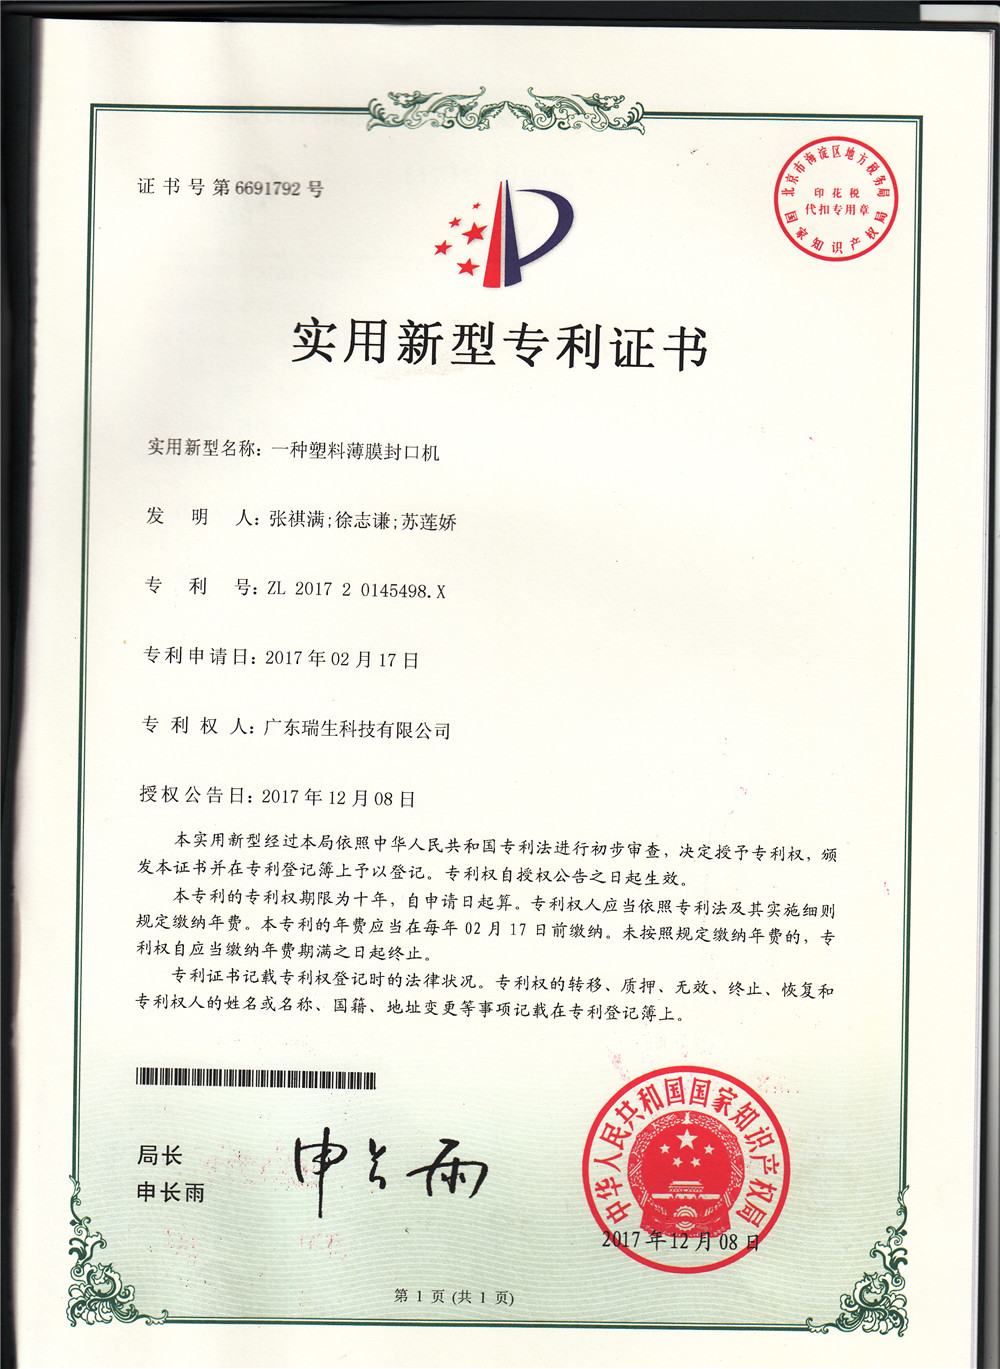 证书号第6691792号
北京市海淀区地方税务局
印花税
代扣专用章
国家知识产权局
实用新型专利证书
实用新型名称：一种塑料薄膜封口机
发明人：张祺满;徐志谦;苏莲娇
专利号：ZL 2017 2 0145498.X
专利申请日：2017年02月17日
专利权人：广东瑞生科技有限公司
授权公告日：2017年12月08日
本实用新型经过本局依照中华人民共和国专利法进行初步审查，决定授予专利权，颁
发本证书并在专利登记簿上予以登记。专利权自授权公告之日起生效。
本专利的专利权期限为十年，自申请日起算。专利权人应当依照专利法及其实施细则
规定缴纳年费。本专利的年费应当在每年02月17日前缴纳。未按照规定缴纳年费的，专
利权自应当缴纳年费期满之日起终止。
专利证书记载专利权登记时的法律状况。专利权的转移、质押、无效、终止、恢复和
专利权人的姓名或名称、国籍、地址变更等事项记载在专利登记簿上。
局长
申长雨
申长雨
中华人民共和国国家知识产权局
2017年12月08日
第 1 页 (共 1 页)